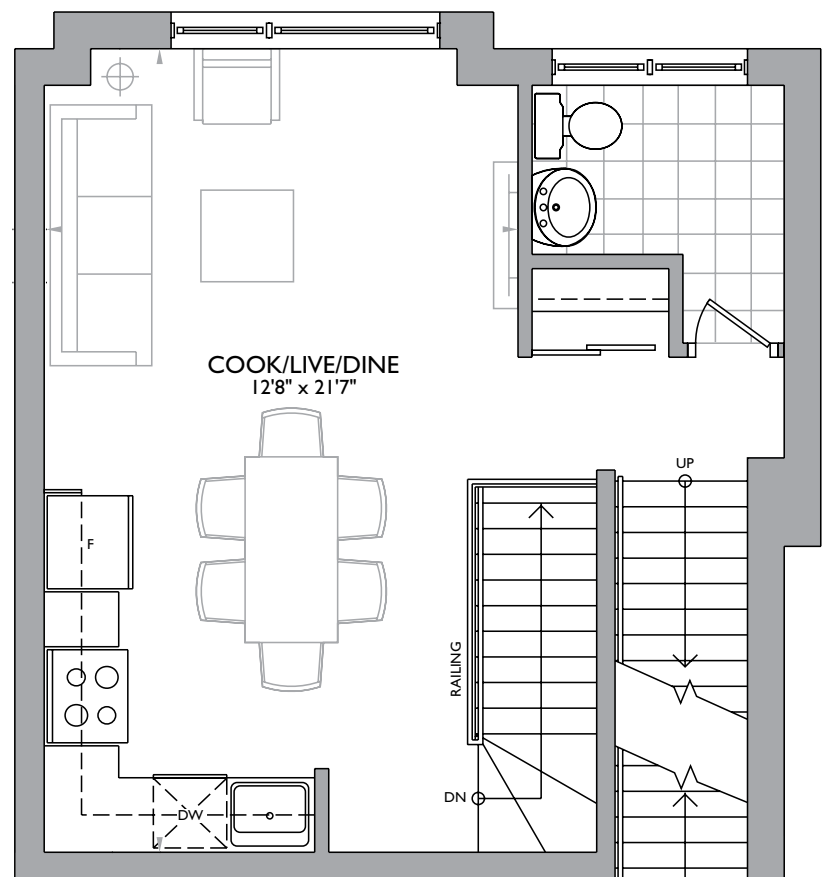 COOK/LIVE/DINE
12'8" x 21'7"
UP
F
RAILING
DN
DW